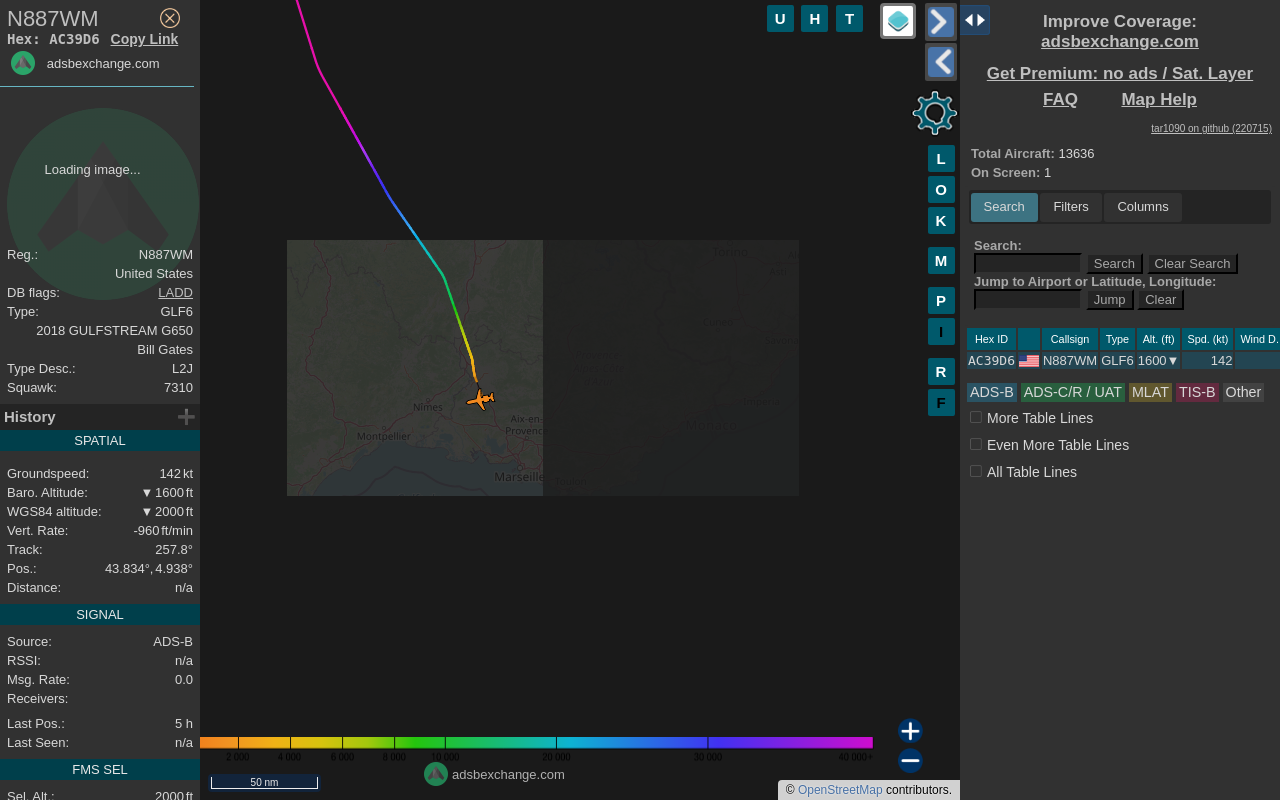 N887WM
Hex: AC39D6 Copy Link
adsbexchange.com
Loading image...
Reg.: N887WM
United States
DB flags: LADD
Type: GLF6
2018 GULFSTREAM G650
Bill Gates
Type Desc.: L2J
Squawk: 7310
History
SPATIAL
Groundspeed: 142 kt
Baro. Altitude: ▼ 1600 ft
WGS84 altitude: ▼ 2000 ft
Vert. Rate: -960 ft/min
Track: 257.8°
Pos.: 43.834°, 4.938°
Distance: n/a
SIGNAL
Source: ADS-B
RSSI: n/a
Msg. Rate: 0.0
Receivers:
Last Pos.: 5 h
Last Seen: n/a
FMS SEL
Sel. Alt.: 2000 ft
U H T
L
O
K
M
P
I
R
F
Torino
Nîmes
Montpellier
Aix-en-
Provence
Marseille
Monaco
2 000 4 000 6 000 8 000 10 000 20 000 30 000 40 000+
adsbexchange.com
50 nm
© OpenStreetMap contributors.
Improve Coverage:
adsbexchange.com
Get Premium: no ads / Sat. Layer
FAQ Map Help
tar1090 on github (220715)
Total Aircraft: 13636
On Screen: 1
Search Filters Columns
Search:
Search Clear Search
Jump to Airport or Latitude, Longitude:
Jump Clear
Hex ID Callsign Type Alt. (ft) Spd. (kt) Wind D.
AC39D6 N887WM GLF6 1600▼ 142
ADS-B ADS-C/R / UAT MLAT TIS-B Other
More Table Lines
Even More Table Lines
All Table Lines